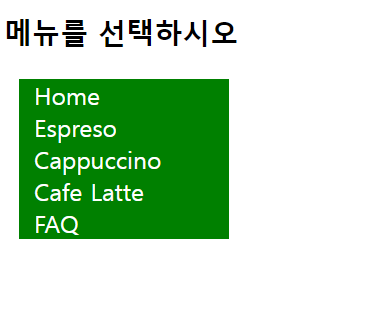 메뉴를 선택하시오
Home
Espreso
Cappuccino
Cafe Latte
FAQ